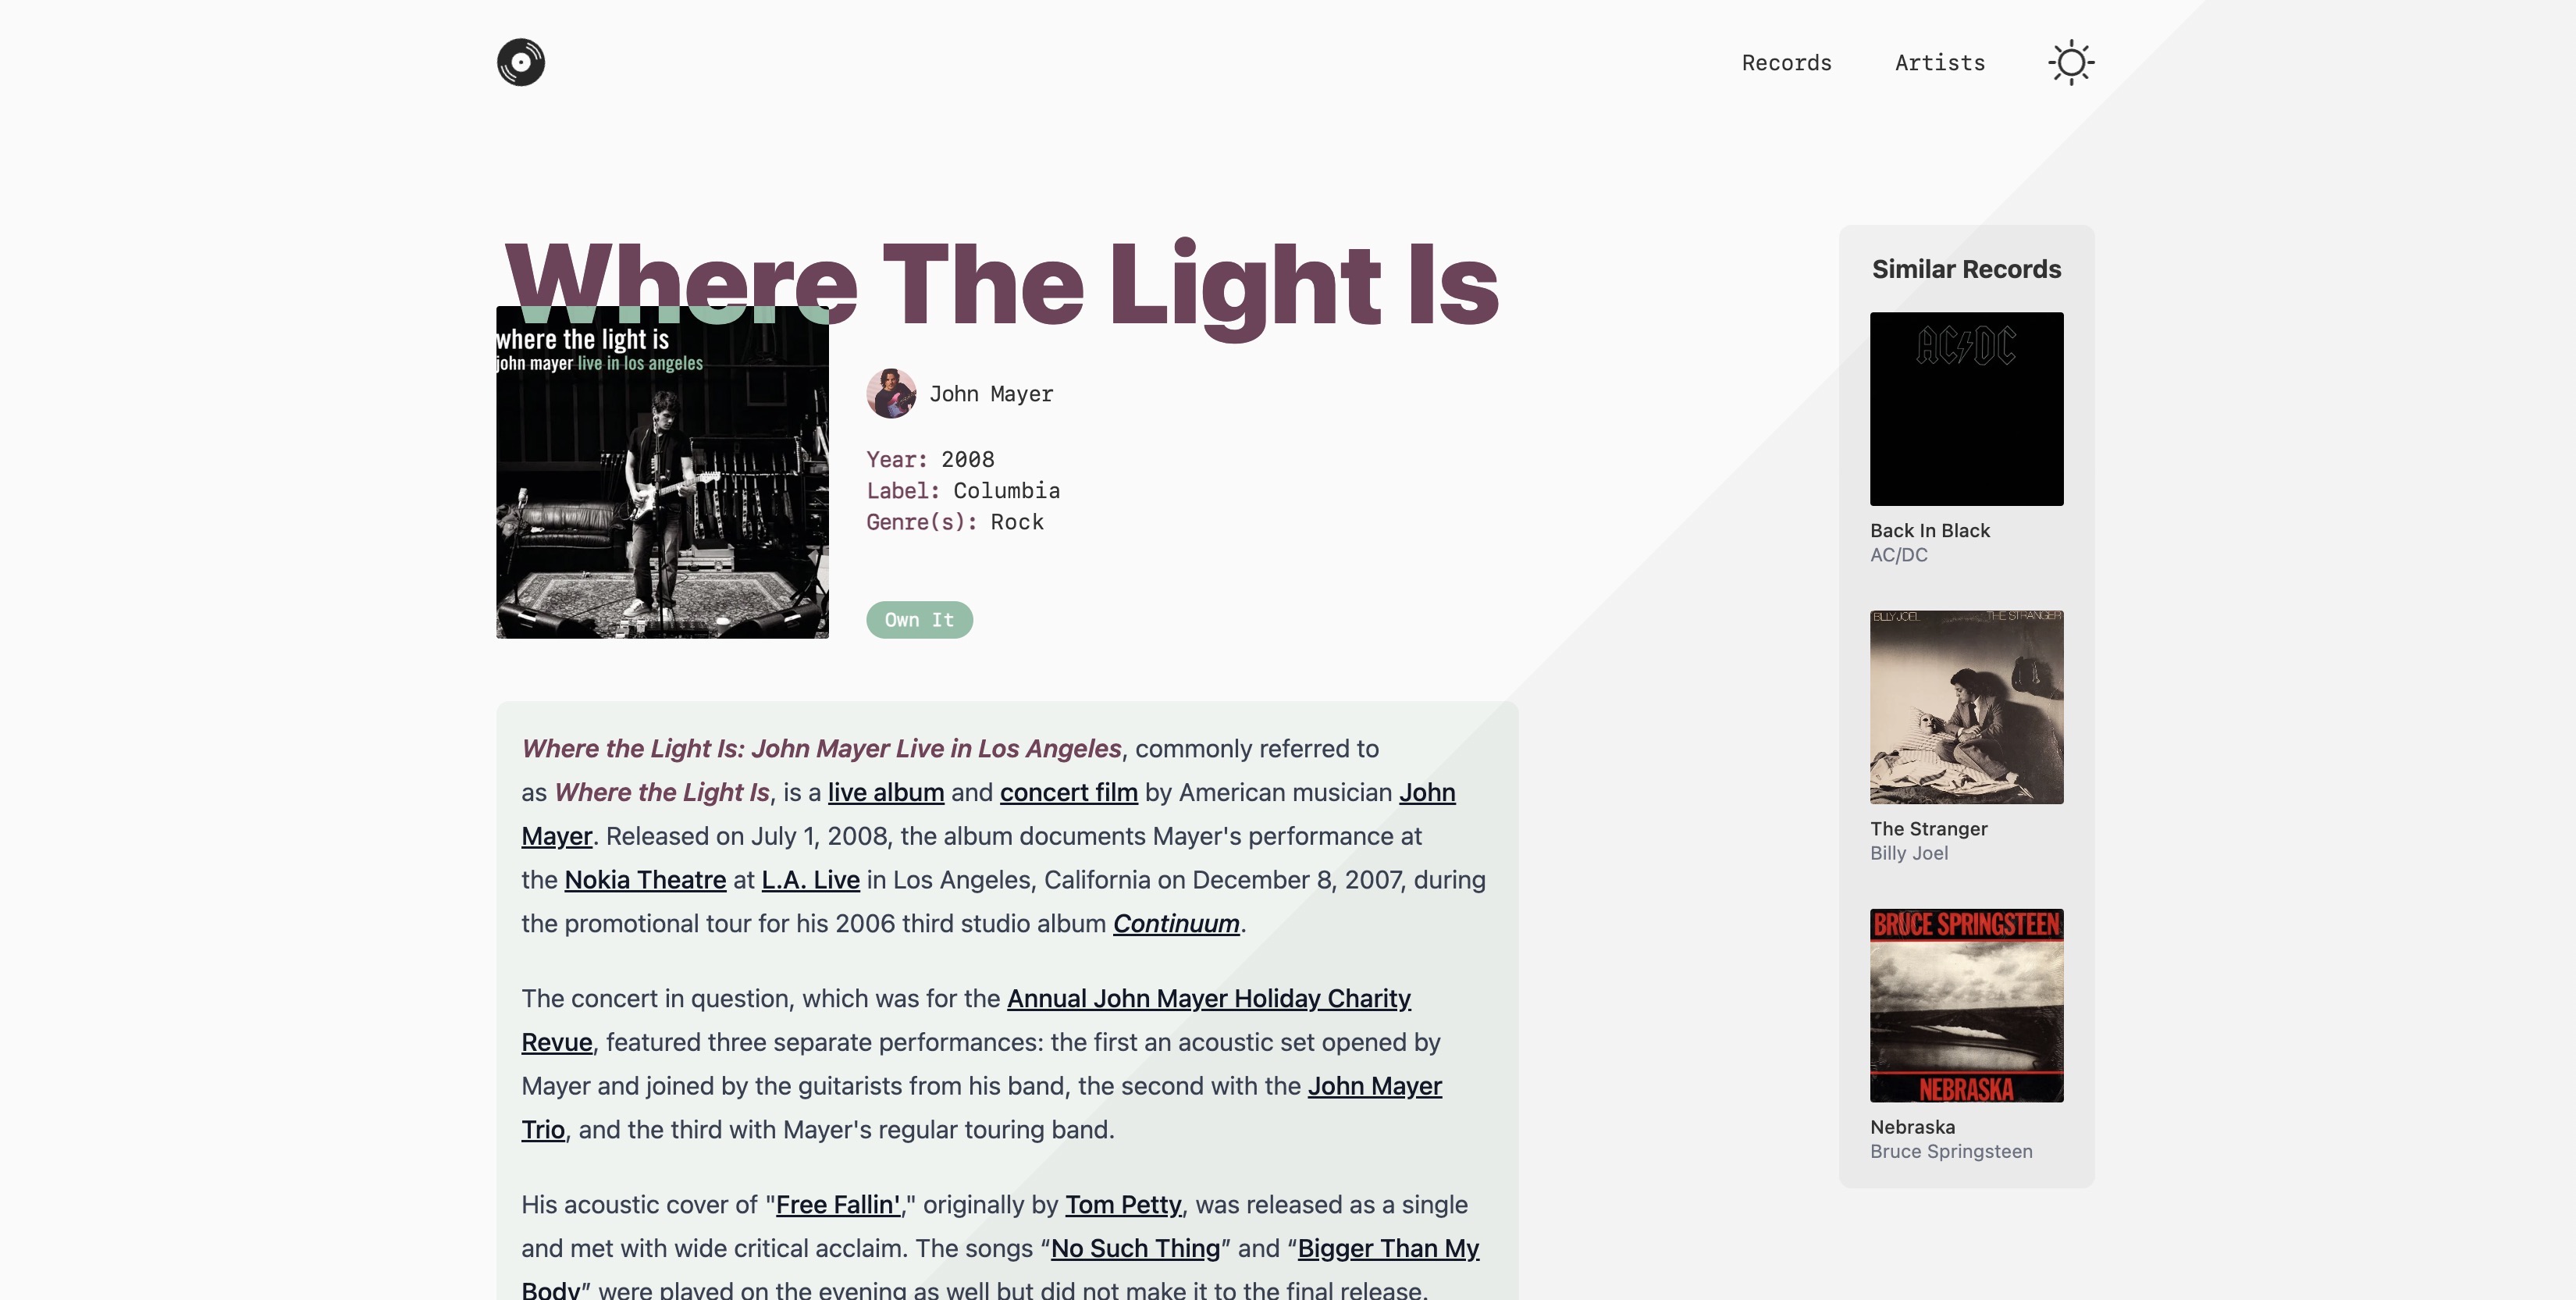 Records
Artists
Where The Light Is
where the light is
john mayer live in los angeles
John Mayer
Year: 2008
Label: Columbia
Genre(s): Rock
Own It
Where the Light Is: John Mayer Live in Los Angeles, commonly referred to
as Where the Light Is, is a live album and concert film by American musician John
Mayer. Released on July 1, 2008, the album documents Mayer's performance at
the Nokia Theatre at L.A. Live in Los Angeles, California on December 8, 2007, during
the promotional tour for his 2006 third studio album Continuum.
The concert in question, which was for the Annual John Mayer Holiday Charity
Revue, featured three separate performances: the first an acoustic set opened by
Mayer and joined by the guitarists from his band, the second with the John Mayer
Trio, and the third with Mayer's regular touring band.
His acoustic cover of "Free Fallin'," originally by Tom Petty, was released as a single
and met with wide critical acclaim. The songs “No Such Thing” and “Bigger Than My
Body” were played on the evening as well but did not make it to the final release.
Similar Records
AC/DC
Back In Black
AC/DC
BILLY JOEL
THE STRANGER
The Stranger
Billy Joel
BRUCE SPRINGSTEEN
NEBRASKA
Nebraska
Bruce Springsteen